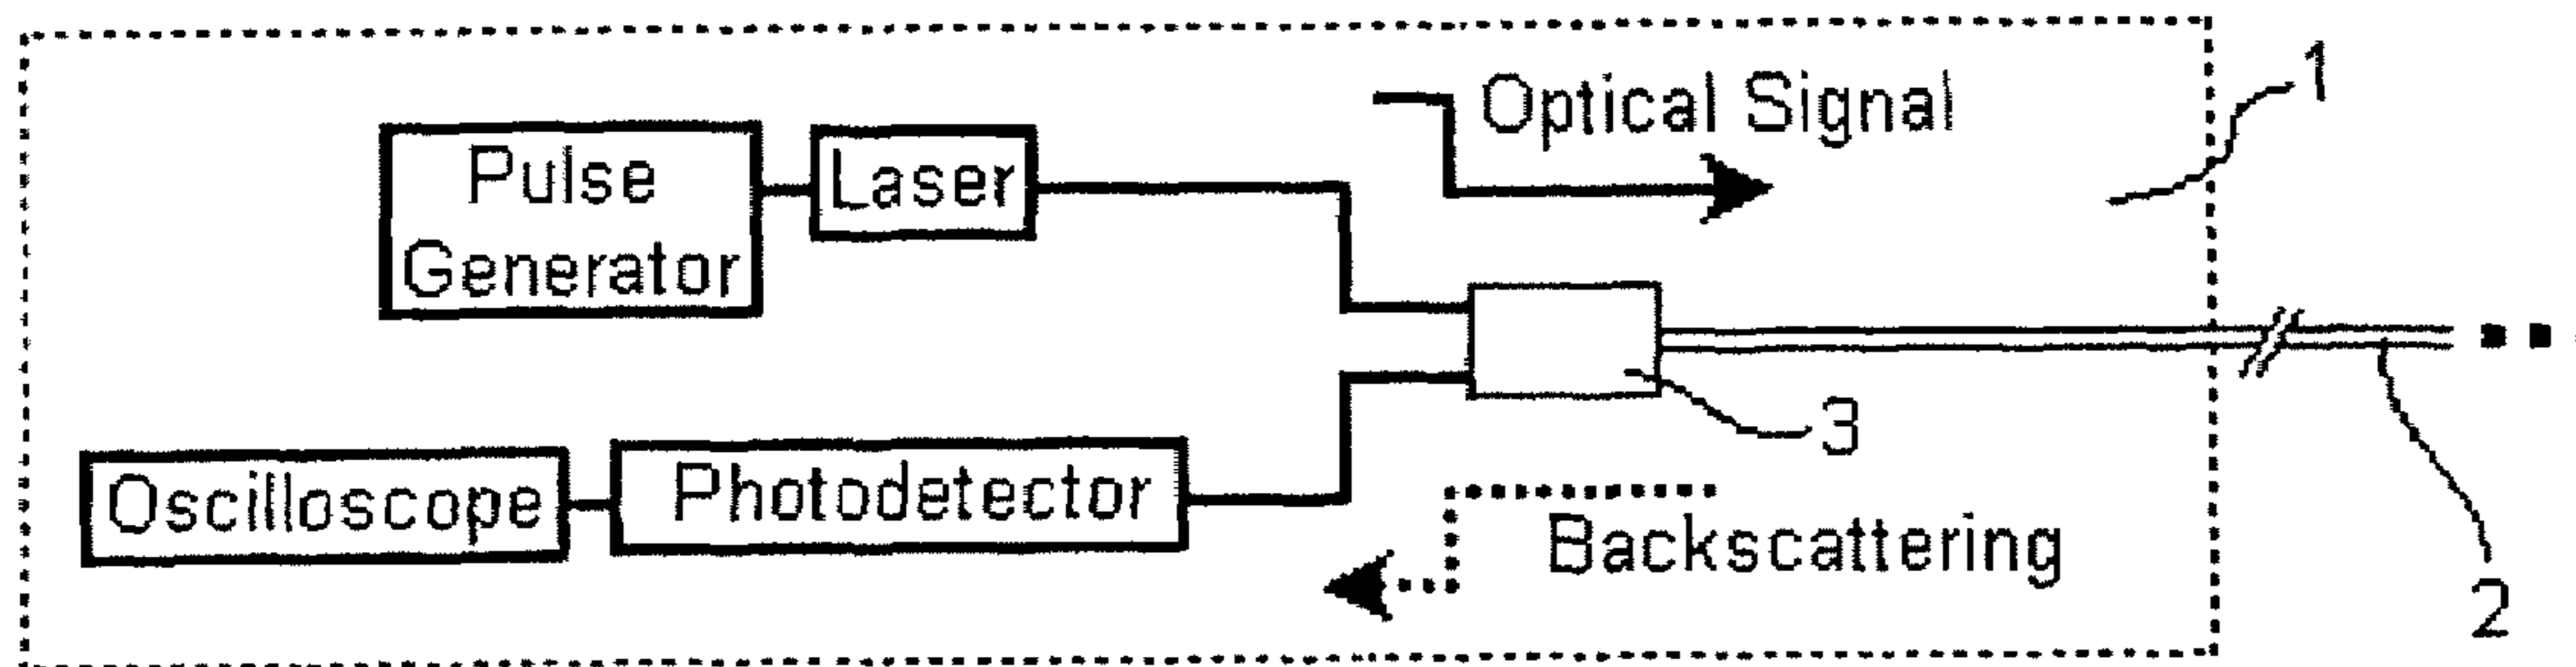 Optical Signal
1
Pulse
Generator
Laser
3
Oscilloscope
Photodetector
Backscattering
2